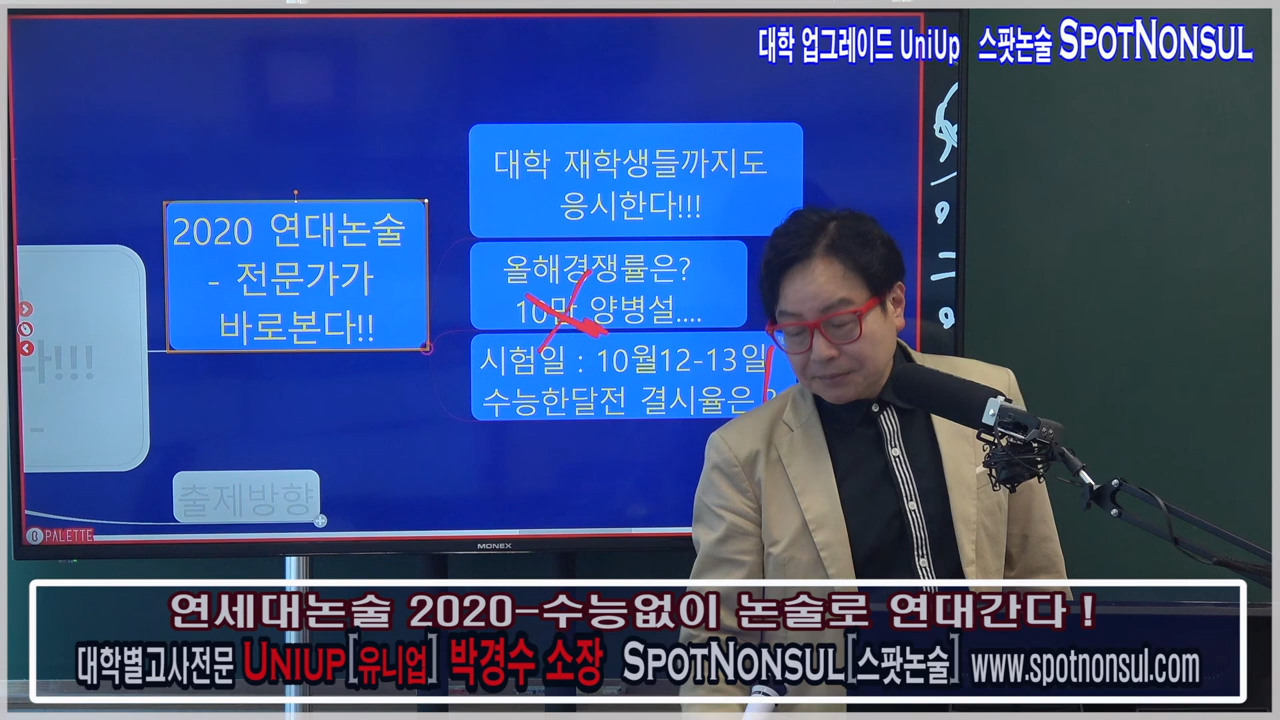 대학 업그레이드 UniUp 스팟논술 SPOTNONSUL
대학 재학생들까지도
응시한다!!!
2020 연대논술
- 전문가가
바로본다!!
올해경쟁률은?
10만 양병설....
시험일 : 10월12-13일
수능한달전 결시율은?
!!!
출제방향
PALETTE
MONEX
연세대논술 2020-수능없이 논술로 연대간다 !
대학별고사전문 UNIUP[유니업] 박경수 소장 SPOTNONSUL[스팟논술] www.spotnonsul.com